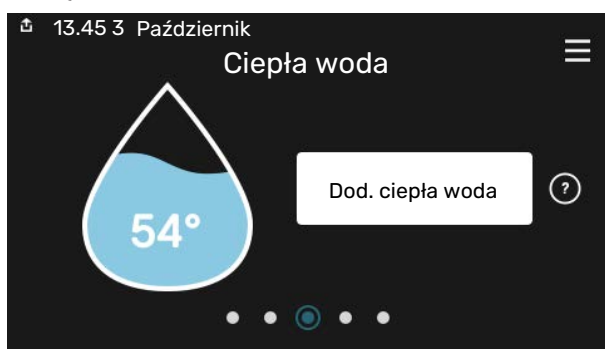 13.45 3 Październik
Ciepła woda
Dod. ciepła woda
?
54°